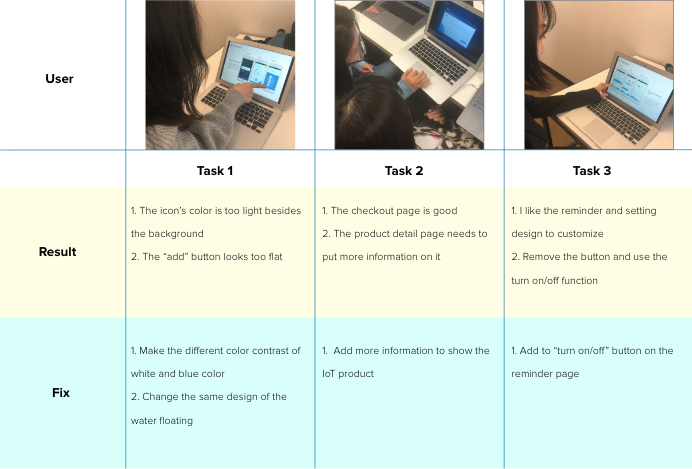 User
Task 1
Task 2
Task 3
Result
1. The icon’s color is too light besides
the background
2. The “add” button looks too flat
1. The checkout page is good
2. The product detail page needs to
put more information on it
1. I like the reminder and setting
design to customize
2. Remove the button and use the
turn on/off function
Fix
1. Make the different color contrast of
white and blue color
2. Change the same design of the
water floating
1.  Add more information to show the
IoT product
1. Add to “turn on/off” button on the
reminder page